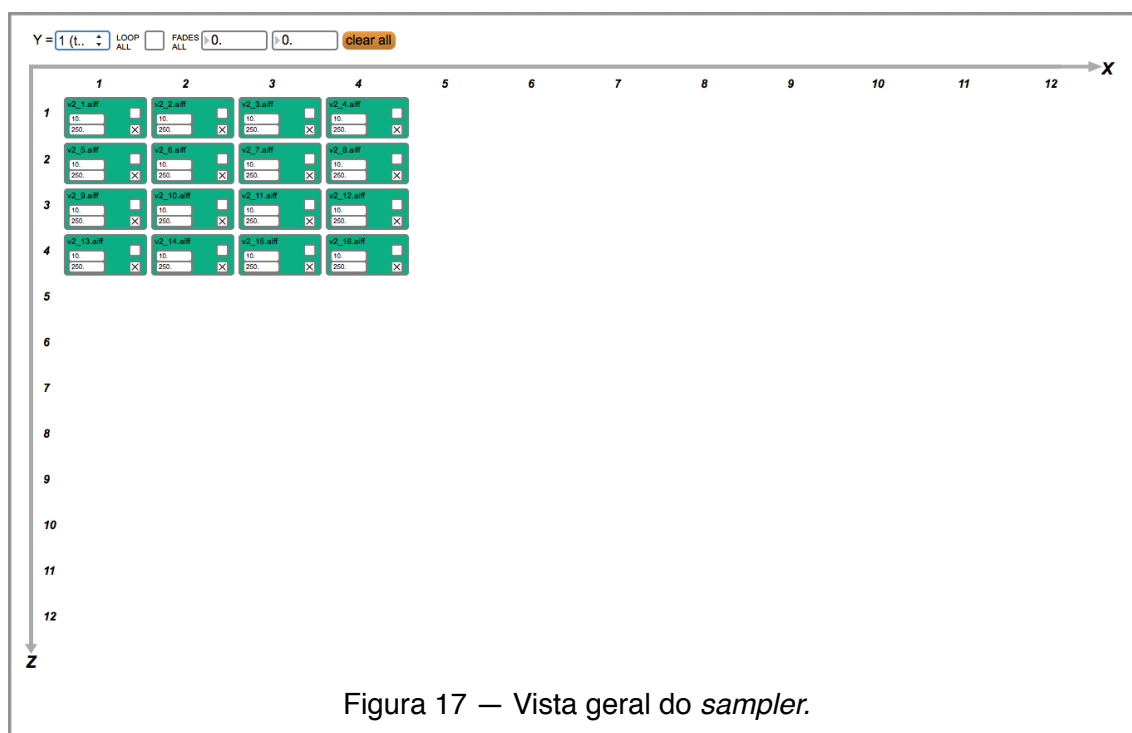 Y = 1 (t.. LOOP ALL FADES ALL 0. 0. clear all
X
1 2 3 4 5 6 7 8 9 10 11 12
1 v2_1.aiff v2_2.aiff v2_3.aiff v2_4.aiff
10. 10. 10. 10.
250. 250. 250. 250.
2 v2_5.aiff v2_6.aiff v2_7.aiff v2_8.aiff
10. 10. 10. 10.
250. 250. 250. 250.
3 v2_9.aiff v2_10.aiff v2_11.aiff v2_12.aiff
10. 10. 10. 10.
250. 250. 250. 250.
4 v2_13.aiff v2_14.aiff v2_15.aiff v2_16.aiff
10. 10. 10. 10.
250. 250. 250. 250.
5
6
7
8
9
10
11
12
Z
Figura 17 — Vista geral do sampler.